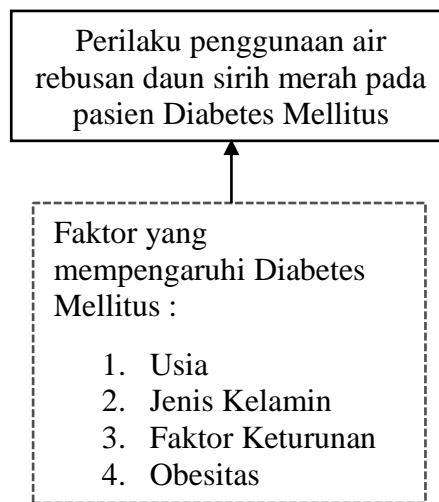 Perilaku penggunaan air
rebusan daun sirih merah pada
pasien Diabetes Mellitus
Faktor yang
mempengaruhi Diabetes
Mellitus :
1. Usia
2. Jenis Kelamin
3. Faktor Keturunan
4. Obesitas